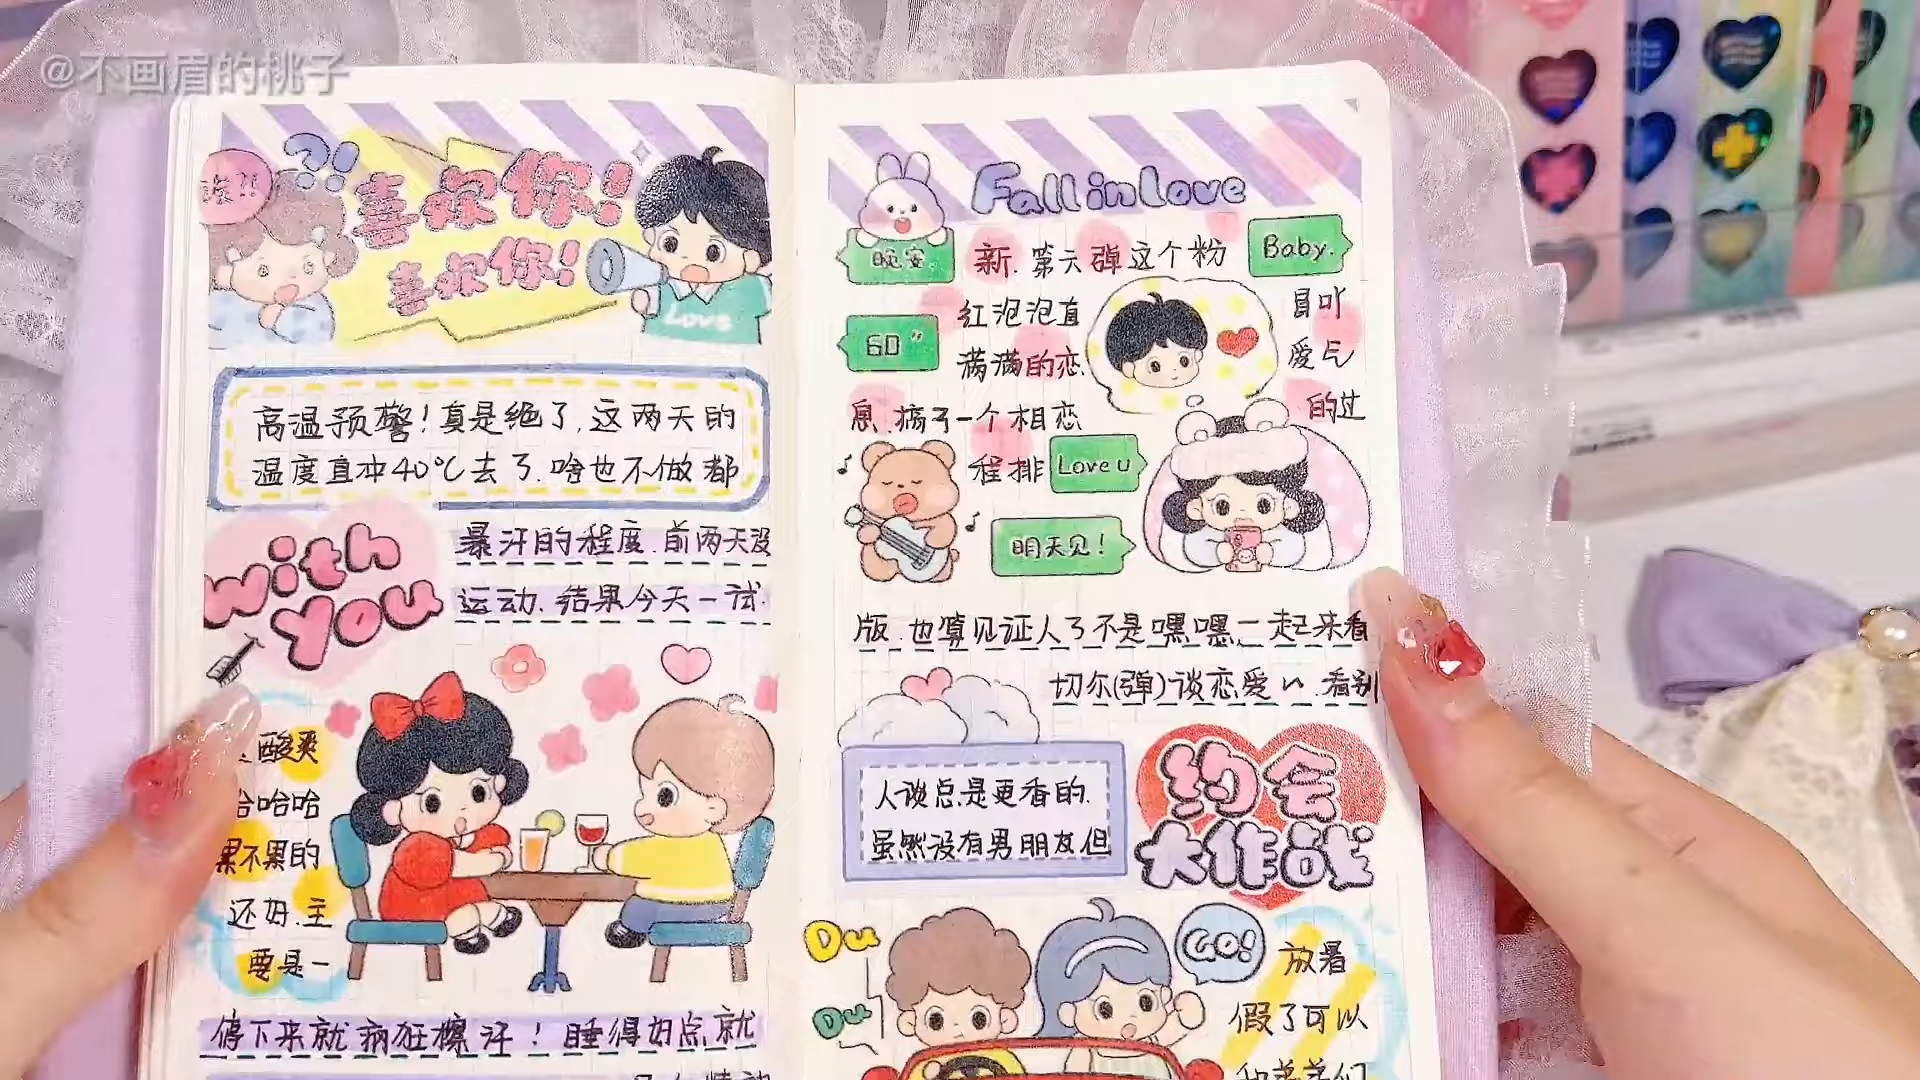 @不画眉的桃子
?!
喜欢你!
喜欢你!
Love
高温预警!真是绝了,这两天的
温度直冲40℃去了.啥也不做都
with
you
暴汗的程度.前两天没
运动.结果今天一试.
酸爽
哈哈哈
累不累的
还好.主
要是一
停下来就疯狂擦汗!睡得好点就
Fall in love
晚安.
新.第六弹这个粉
Baby.
红泡泡直
冒吖
60"
满满的恋
爱乞
息.搞了一个相恋
的过
程排
Love u
明天见!
版.也算见证人了不是嘿嘿、一起来看
切尔(弹)谈恋爱~.看别
人谈总是更香的.
虽然没有男朋友但
约会
大作战
Du
Du
GO!
放暑
假了可以